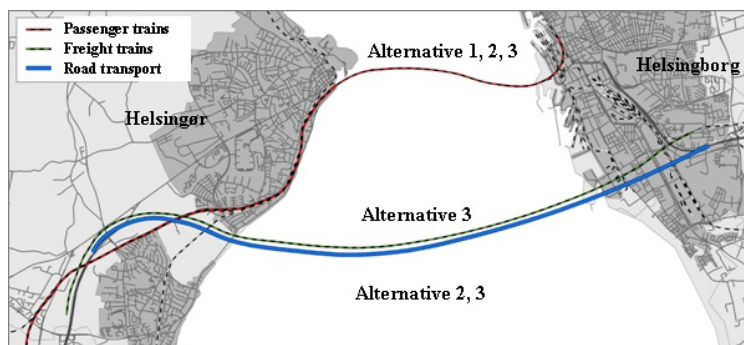 Passenger trains
Freight trains
Road transport
Alternative 1, 2, 3
Helsingborg
Helsingør
Alternative 3
Alternative 2, 3